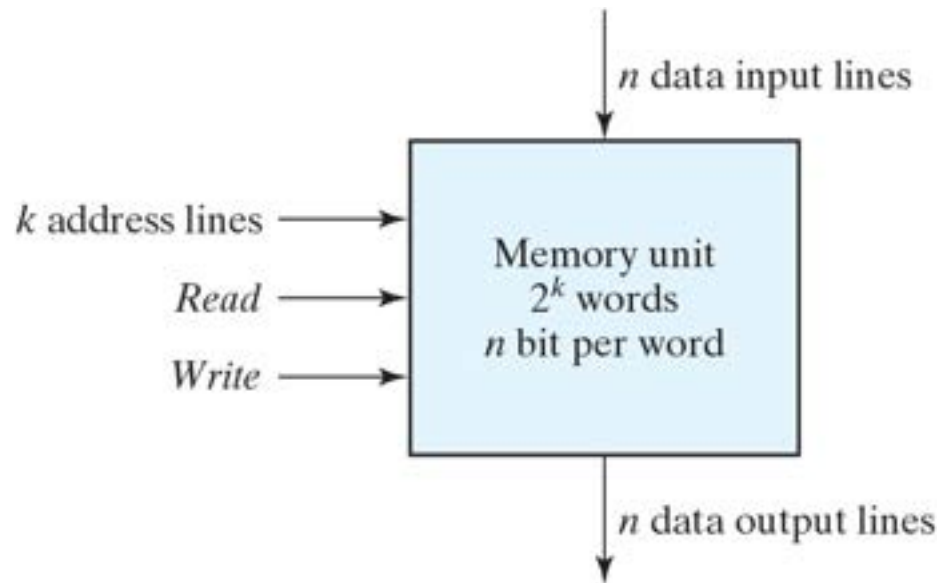 n data input lines
k address lines
Read
Write
Memory unit
2^k words
n bit per word
n data output lines